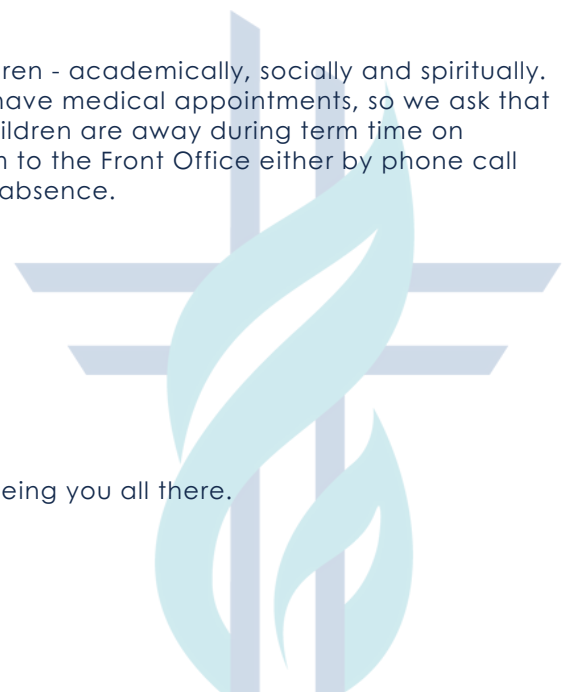 ren - academically, socially and spiritually.
have medical appointments, so we ask that
ildren are away during term time on
to the Front Office either by phone call
absence.
eing you all there.